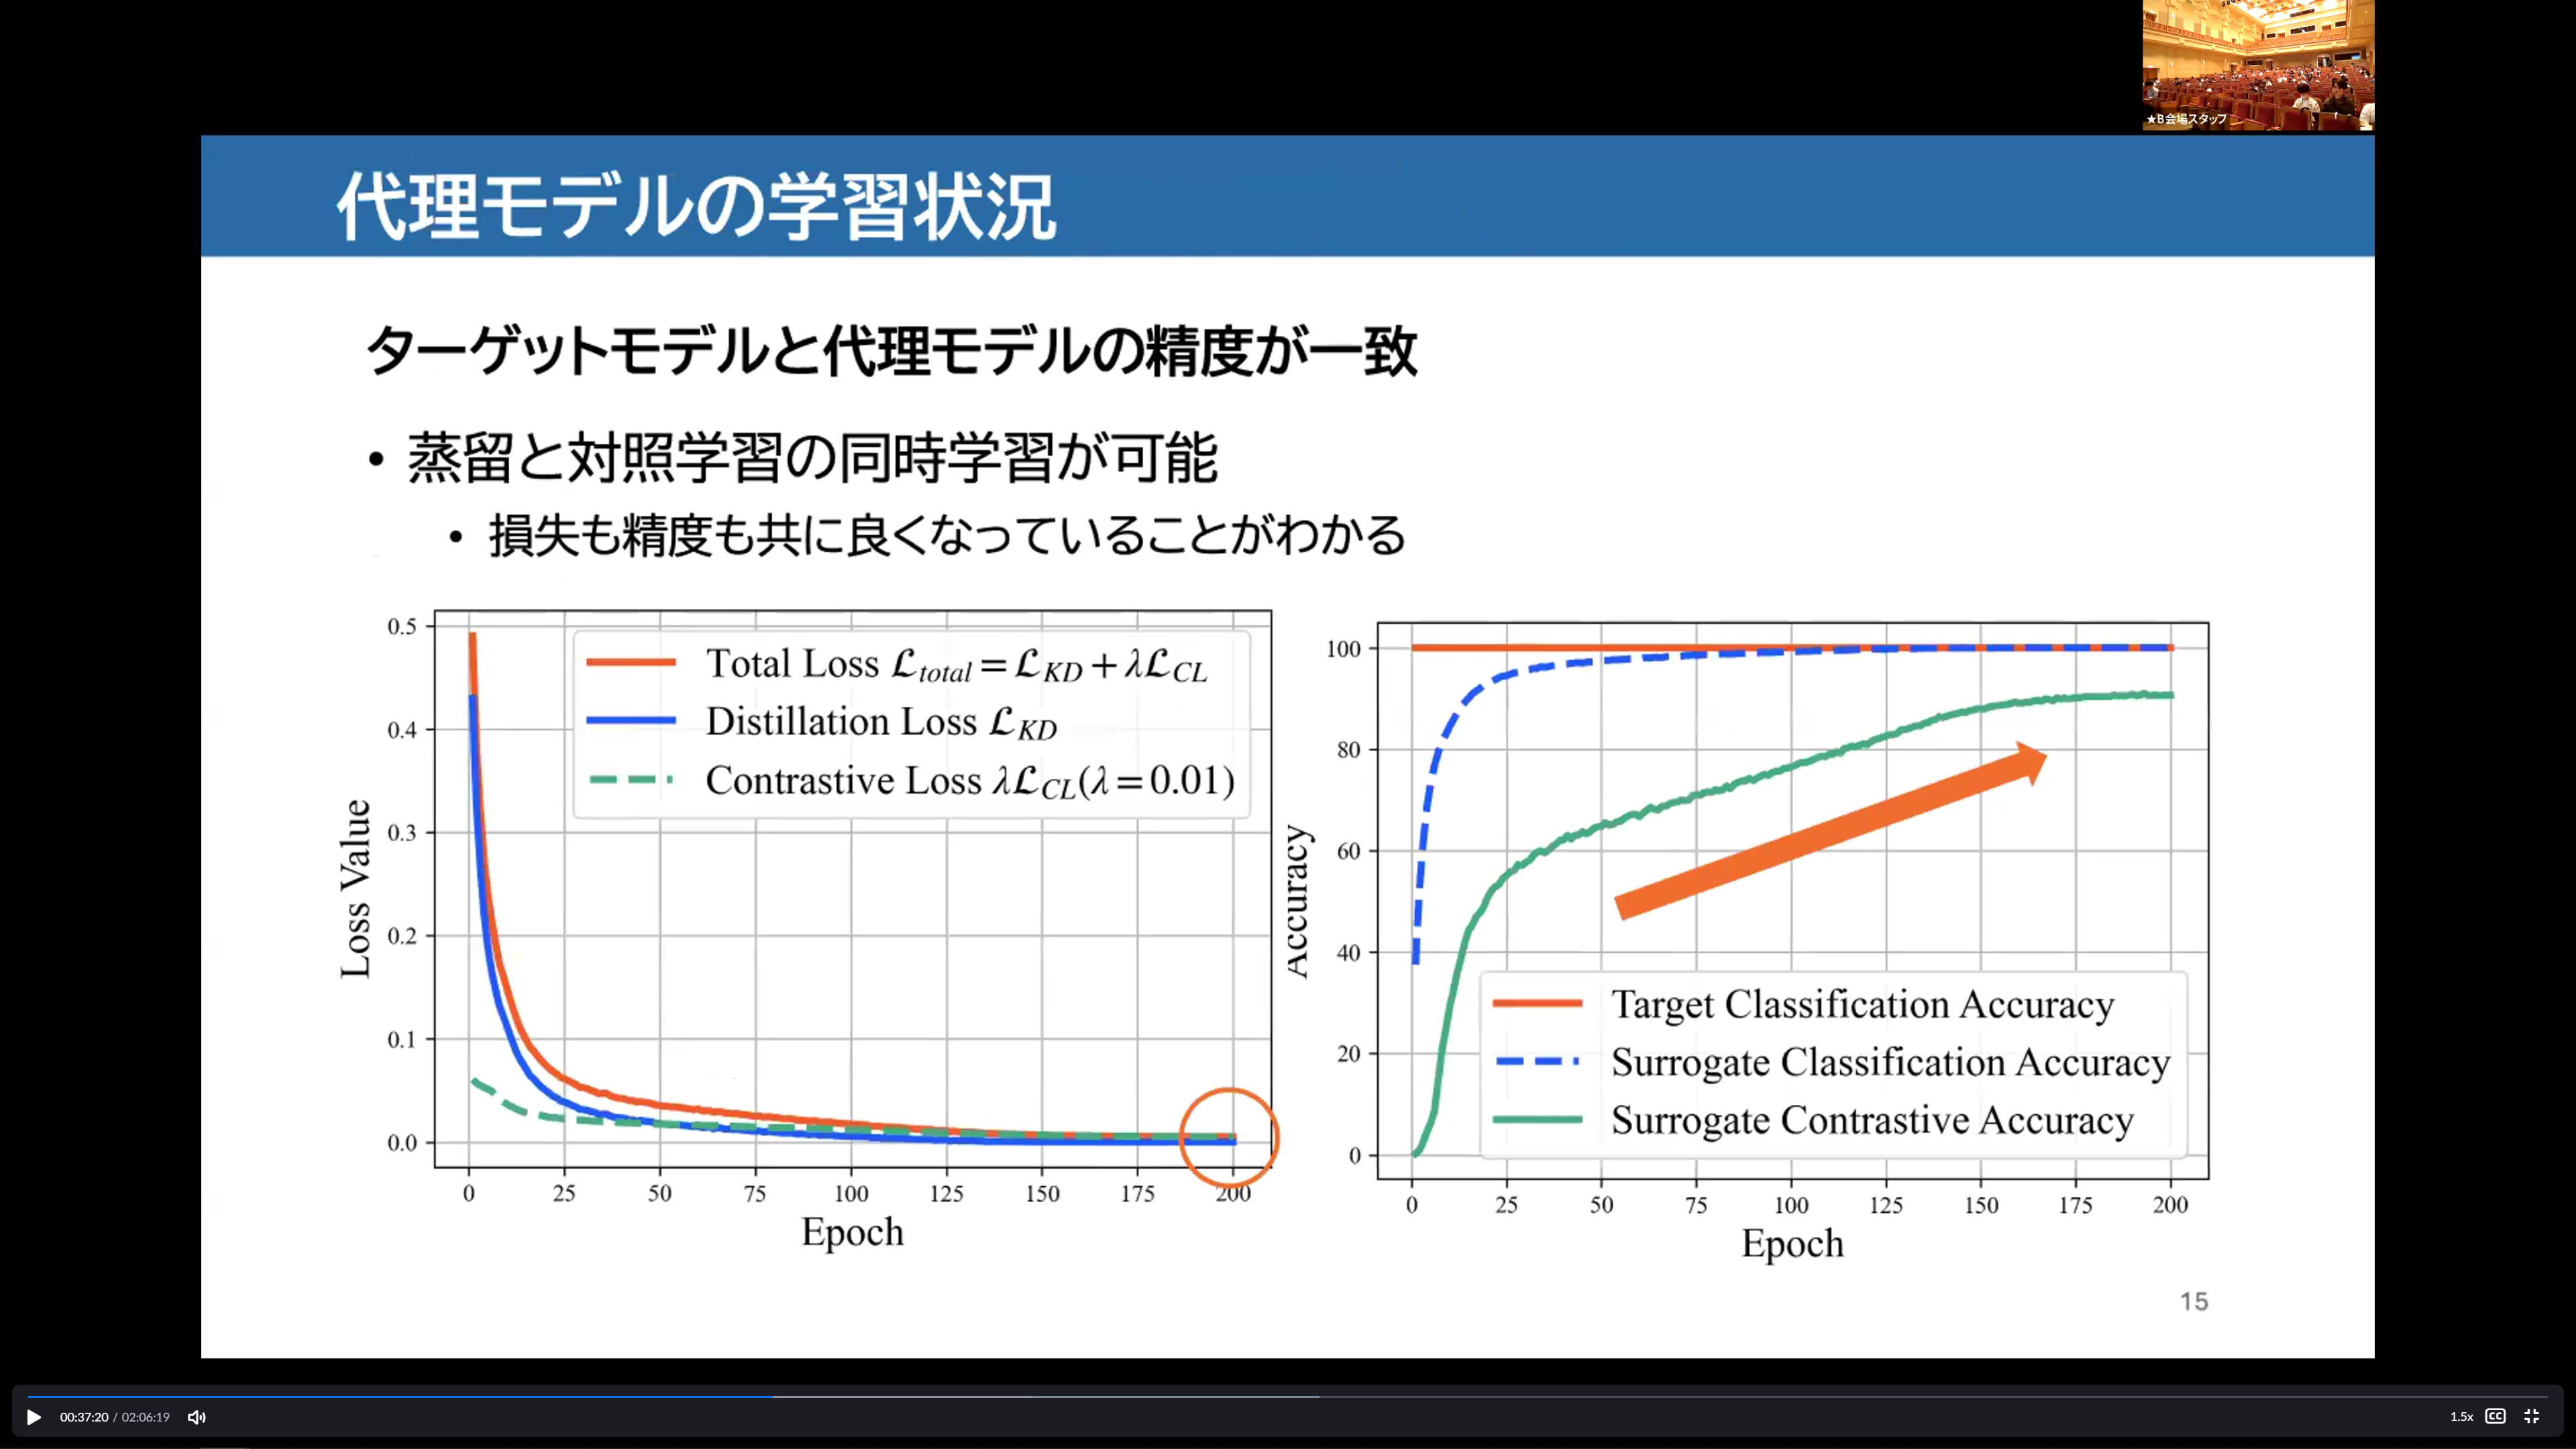 ★B会場スタッフ
代理モデルの学習状況
ターゲットモデルと代理モデルの精度が一致
• 蒸留と対照学習の同時学習が可能
• 損失も精度も共に良くなっていることがわかる
0.5
0.4
0.3
0.2
0.1
0.0
Loss Value
Total Loss ℒtotal = ℒKD + λℒCL
Distillation Loss ℒKD
Contrastive Loss λℒCL(λ = 0.01)
0 25 50 75 100 125 150 175 200
Epoch
100
80
60
40
20
0
Accuracy
Target Classification Accuracy
Surrogate Classification Accuracy
Surrogate Contrastive Accuracy
0 25 50 75 100 125 150 175 200
Epoch
15
00:37:20 / 02:06:19
1.5x
CC